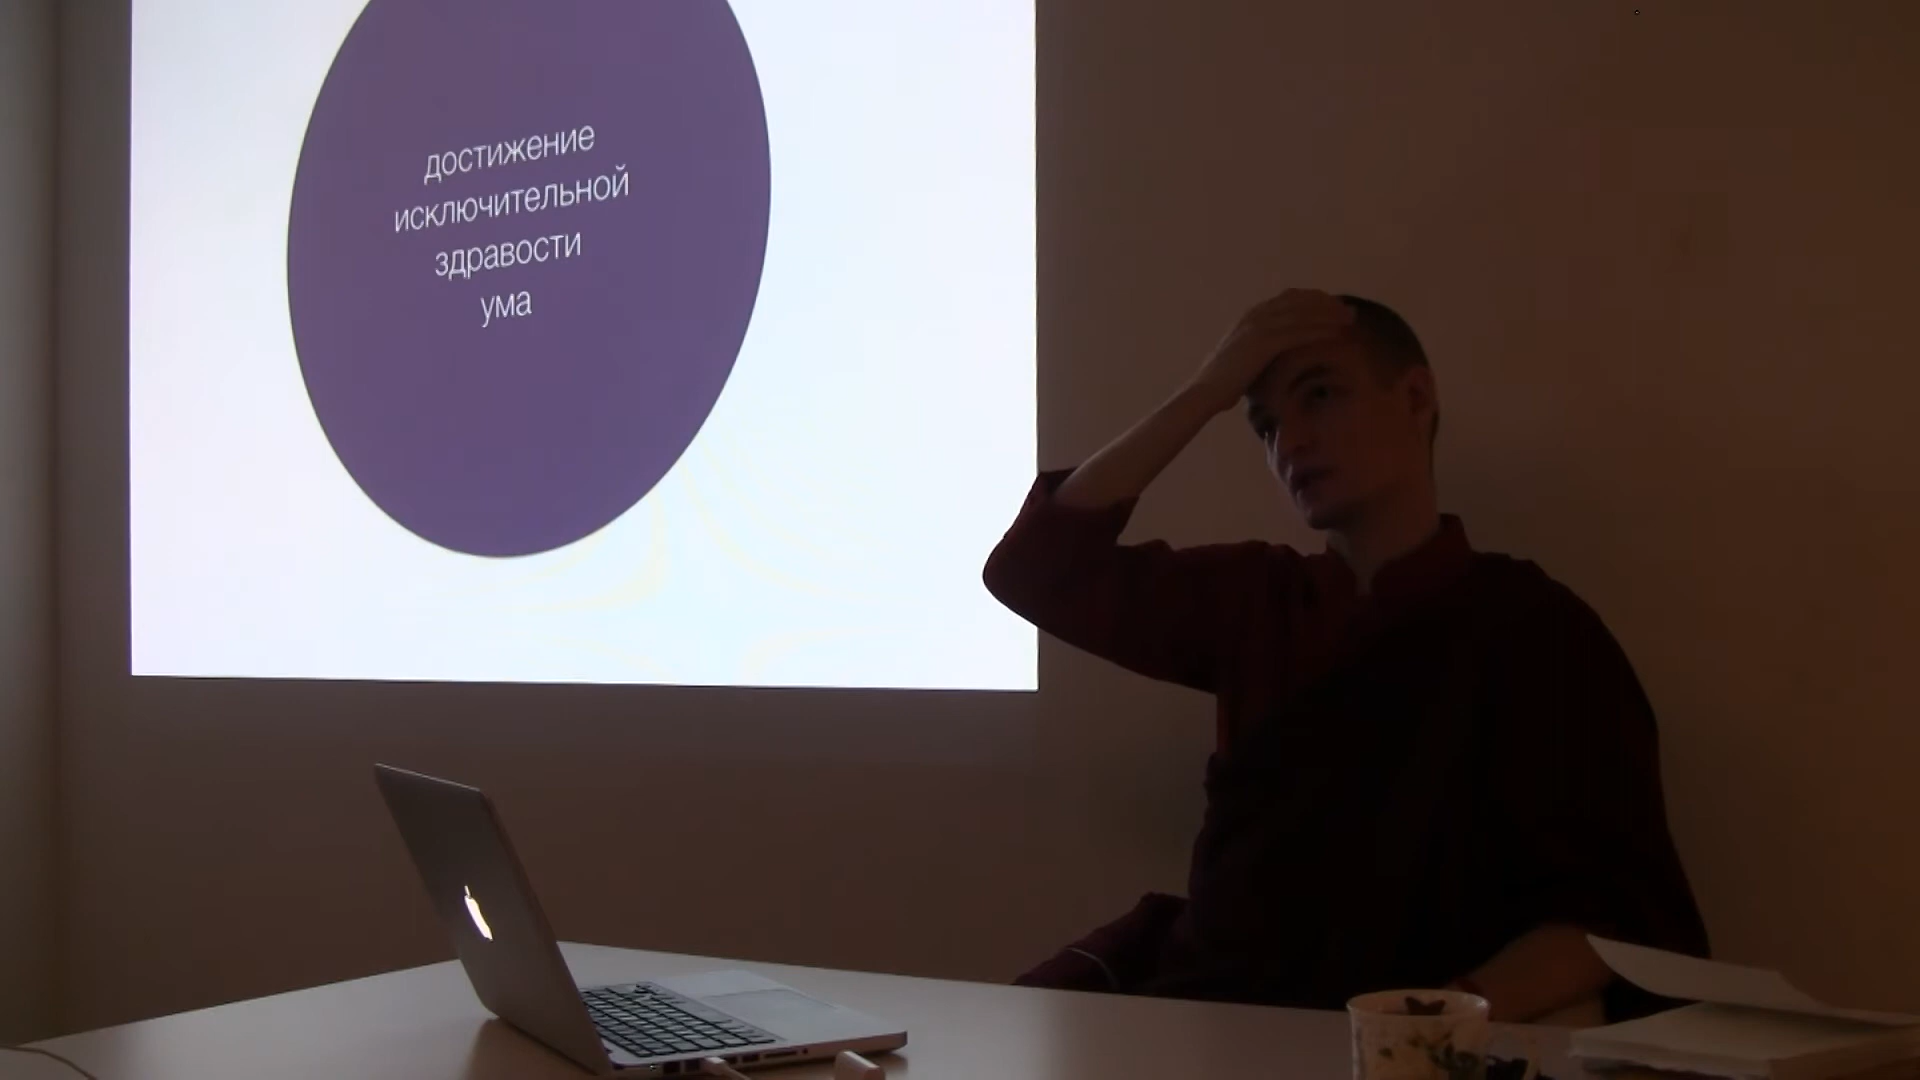 достижение
исключительной
здравости
ума